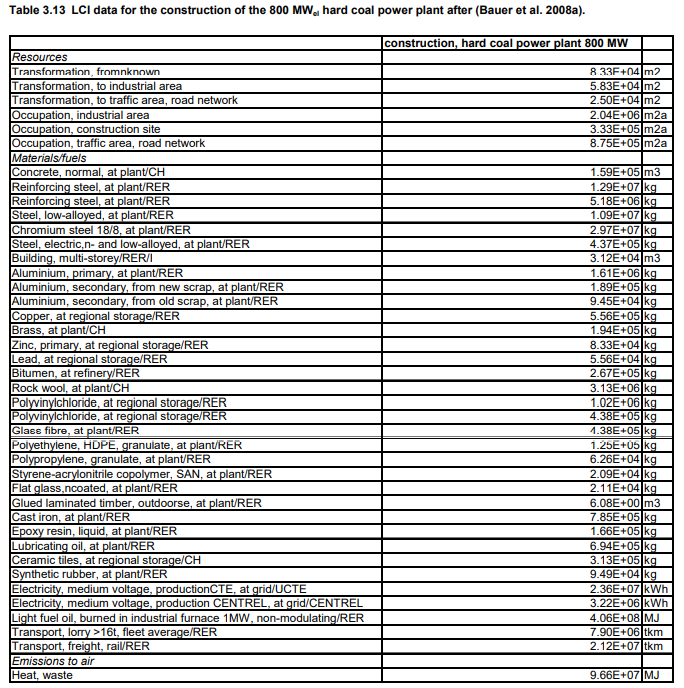 Table 3.13 LCI data for the construction of the 800 MWel hard coal power plant after (Bauer et al. 2008a).
construction, hard coal power plant 800 MW
Resources
Transformation, fromnknown 8.33E+04 m2
Transformation, to industrial area 5.83E+04 m2
Transformation, to traffic area, road network 2.50E+04 m2
Occupation, industrial area 2.04E+06 m2a
Occupation, construction site 3.33E+05 m2a
Occupation, traffic area, road network 8.75E+05 m2a
Materials/fuels
Concrete, normal, at plant/CH 1.59E+05 m3
Reinforcing steel, at plant/RER 1.29E+07 kg
Reinforcing steel, at plant/RER 5.18E+06 kg
Steel, low-alloyed, at plant/RER 1.09E+07 kg
Chromium steel 18/8, at plant/RER 2.97E+07 kg
Steel, electric,n- and low-alloyed, at plant/RER 4.37E+05 kg
Building, multi-storey/RER/I 3.12E+04 m3
Aluminium, primary, at plant/RER 1.61E+06 kg
Aluminium, secondary, from new scrap, at plant/RER 1.89E+05 kg
Aluminium, secondary, from old scrap, at plant/RER 9.45E+04 kg
Copper, at regional storage/RER 5.56E+05 kg
Brass, at plant/CH 1.94E+05 kg
Zinc, primary, at regional storage/RER 8.33E+04 kg
Lead, at regional storage/RER 5.56E+04 kg
Bitumen, at refinery/RER 2.67E+05 kg
Rock wool, at plant/CH 3.13E+06 kg
Polyvinylchloride, at regional storage/RER 1.02E+06 kg
Polyvinylchloride, at regional storage/RER 4.38E+05 kg
Glass fibre, at plant/RER 4.38E+05 kg
Polyethylene, HDPE, granulate, at plant/RER 1.25E+05 kg
Polypropylene, granulate, at plant/RER 6.26E+04 kg
Styrene-acrylonitrile copolymer, SAN, at plant/RER 2.09E+04 kg
Flat glass,ncoated, at plant/RER 2.11E+04 kg
Glued laminated timber, outdoorse, at plant/RER 6.08E+00 m3
Cast iron, at plant/RER 7.85E+05 kg
Epoxy resin, liquid, at plant/RER 1.66E+05 kg
Lubricating oil, at plant/RER 6.94E+05 kg
Ceramic tiles, at regional storage/CH 3.13E+05 kg
Synthetic rubber, at plant/RER 9.49E+04 kg
Electricity, medium voltage, productionCTE, at grid/UCTE 2.36E+07 kWh
Electricity, medium voltage, production CENTREL, at grid/CENTREL 3.22E+06 kWh
Light fuel oil, burned in industrial furnace 1MW, non-modulating/RER 4.06E+08 MJ
Transport, lorry >16t, fleet average/RER 7.90E+06 tkm
Transport, freight, rail/RER 2.12E+07 tkm
Emissions to air
Heat, waste 9.66E+07 MJ